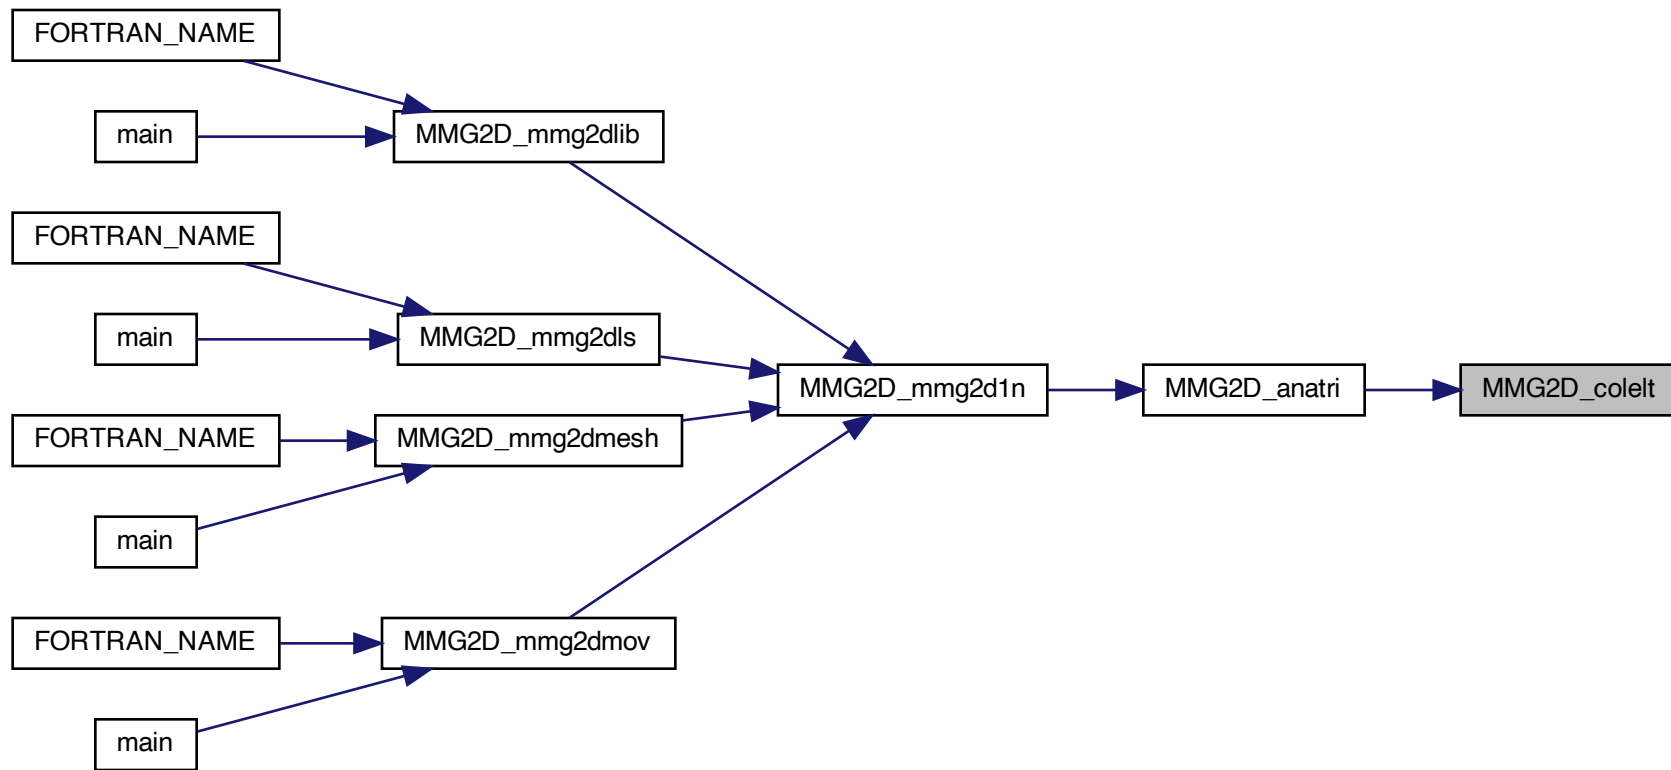 FORTRAN_NAME
main
MMG2D_mmg2dlib
FORTRAN_NAME
main
MMG2D_mmg2dls
MMG2D_mmg2d1n
MMG2D_anatri
MMG2D_colelt
FORTRAN_NAME
MMG2D_mmg2dmesh
main
FORTRAN_NAME
MMG2D_mmg2dmov
main